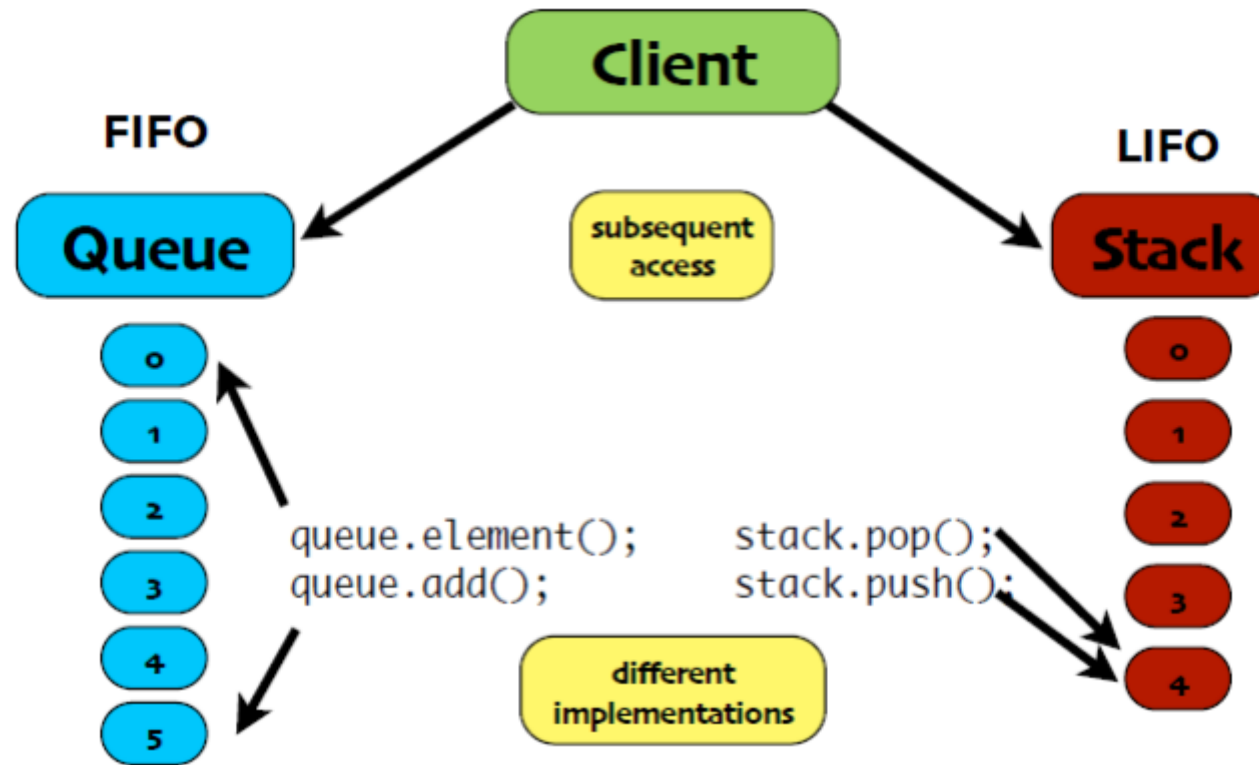 Client
FIFO
LIFO
Queue
subsequent
access
Stack
0
1
2
3
4
5
queue.element();
queue.add();
stack.pop();
stack.push();
0
1
2
3
4
different
implementations